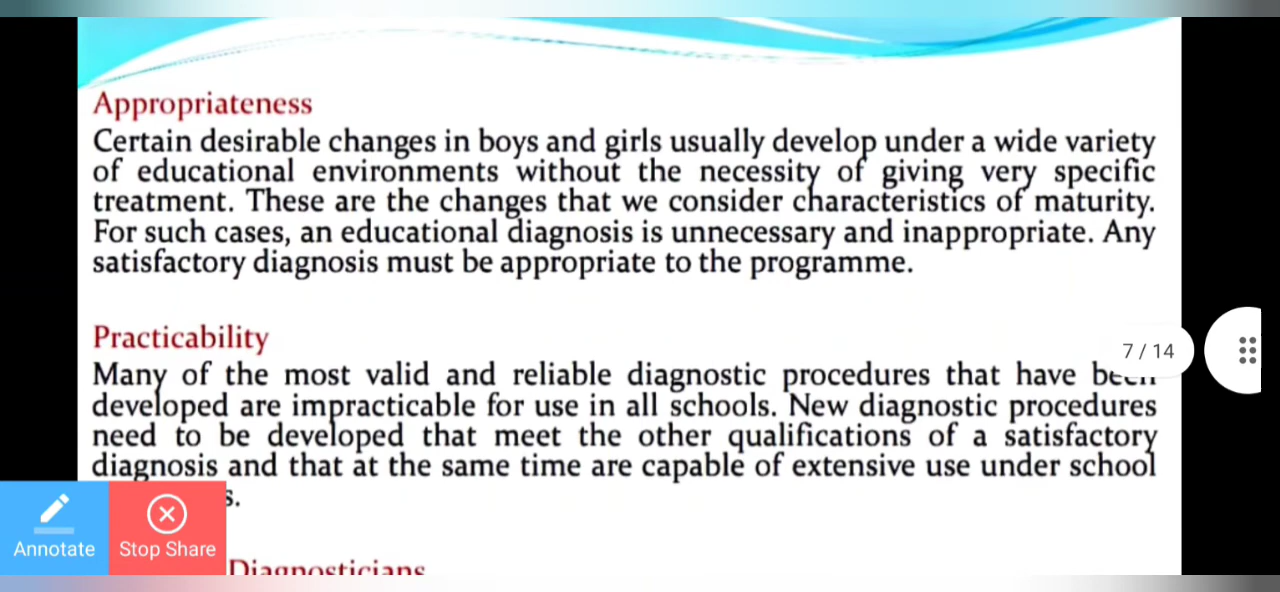 Appropriateness
Certain desirable changes in boys and girls usually develop under a wide variety
of educational environments without the necessity of giving very specific
treatment. These are the changes that we consider characteristics of maturity.
For such cases, an educational diagnosis is unnecessary and inappropriate. Any
satisfactory diagnosis must be appropriate to the programme.
Practicability
Many of the most valid and reliable diagnostic procedures that have been
7 / 14
developed are impracticable for use in all schools. New diagnostic procedures
need to be developed that meet the other qualifications of a satisfactory
diagnosis and that at the same time are capable of extensive use under school
s.
Annotate
Stop Share
Diagnosticians